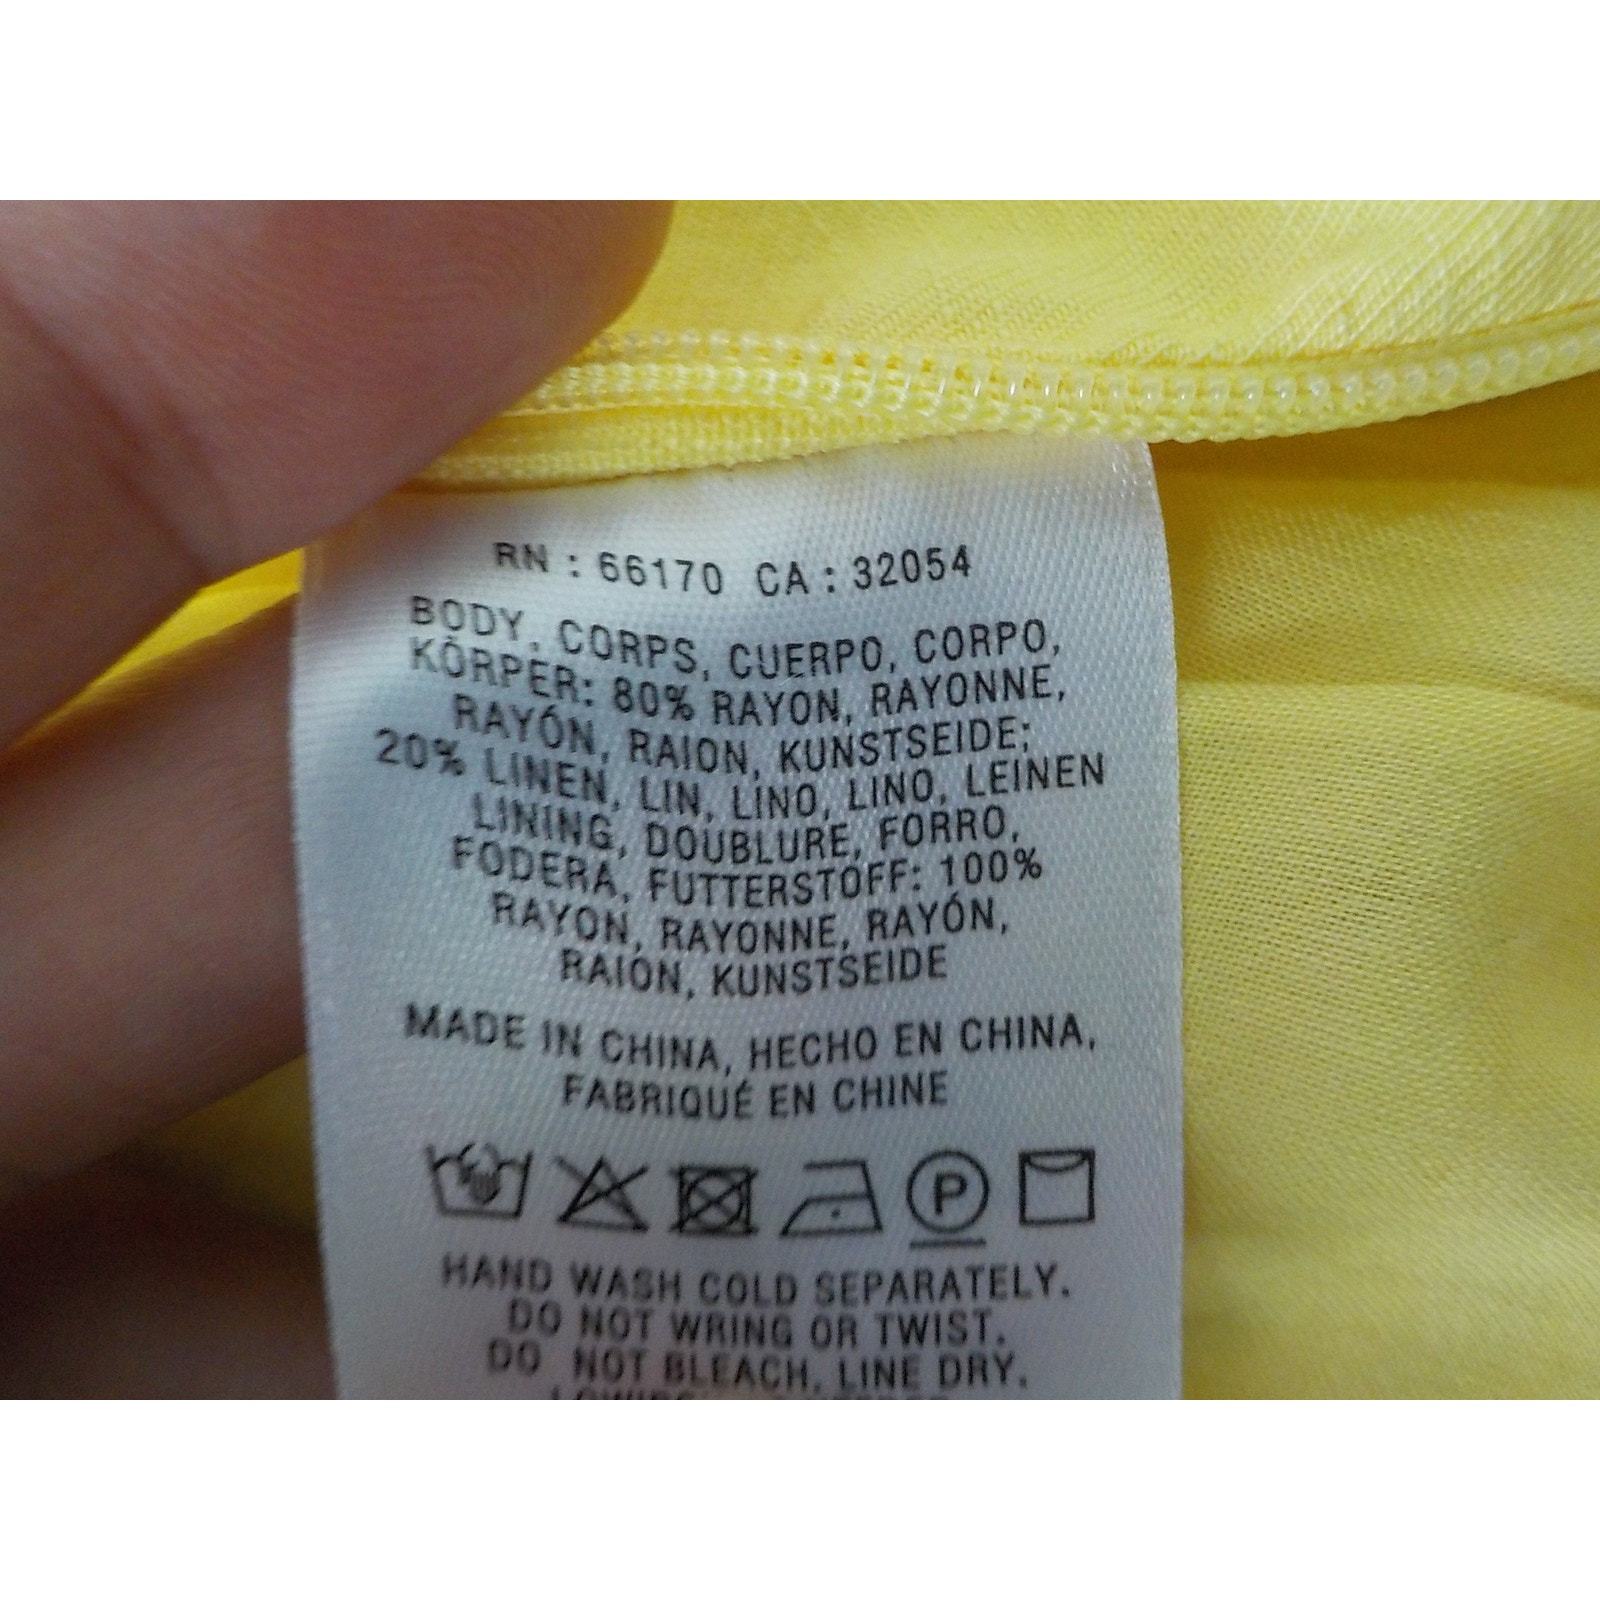 RN : 66170 CA : 32054
BODY, CORPS, CUERPO, CORPO,
KÖRPER: 80% RAYON, RAYONNE,
RAYÓN, RAION, KUNSTSEIDE;
20% LINEN, LIN, LINO, LINO, LEINEN
LINING, DOUBLURE, FORRO,
FODERA, FUTTERSTOFF: 100%
RAYON, RAYONNE, RAYÓN,
RAION, KUNSTSEIDE
MADE IN CHINA, HECHO EN CHINA,
FABRIQUÉ EN CHINE
P
HAND WASH COLD SEPARATELY.
DO NOT WRING OR TWIST.
DO NOT BLEACH. LINE DRY.